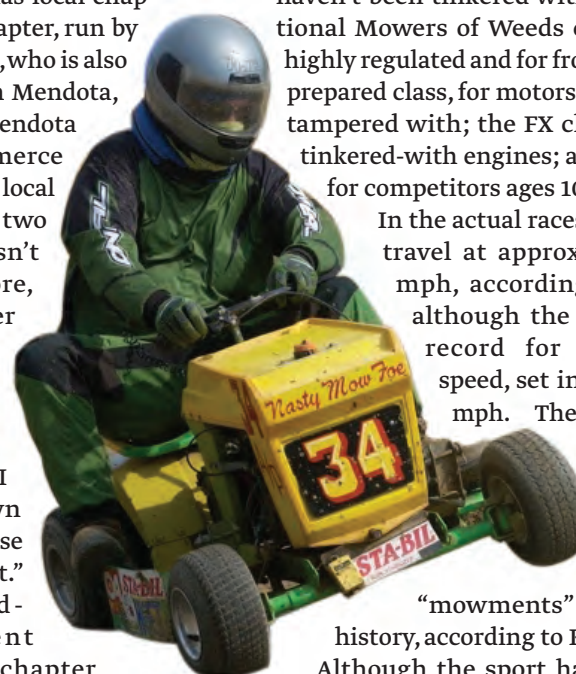 as local chap
apter, run by
, who is also
n Mendota,
endota
merce
local
two
sn't
ore,
er
I
wn
se
t.”
d-
ent
chapter
Nasty Mow Foe
34
STA-BIL
STA-BIL
haven't been tinkered with
tional Mowers of Weeds
highly regulated and for fro
prepared class, for motors
tampered with; the FX cl
tinkered-with engines; a
for competitors ages 10
In the actual races
travel at approx
mph, according
although the
record for
speed, set in
mph. The
“mowments”
history, according to
Although the sport ha